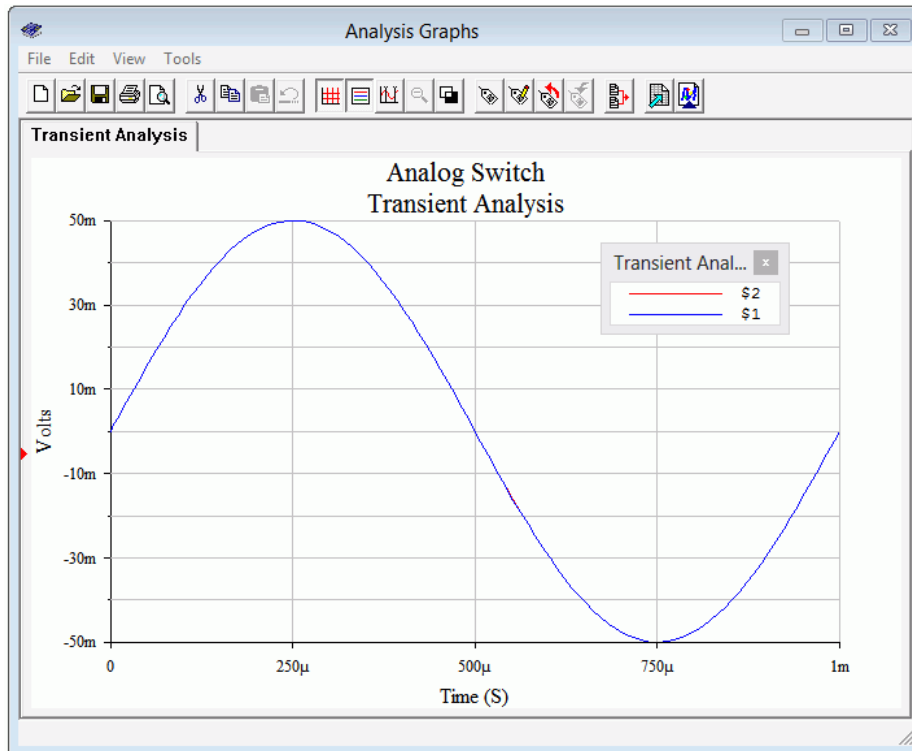 Analysis Graphs
File Edit View Tools
Transient Analysis
Analog Switch
Transient Analysis
Transient Anal...
$2
$1
50m
30m
10m
-10m
-30m
-50m
Volts
0 250μ 500μ 750μ 1m
Time (S)